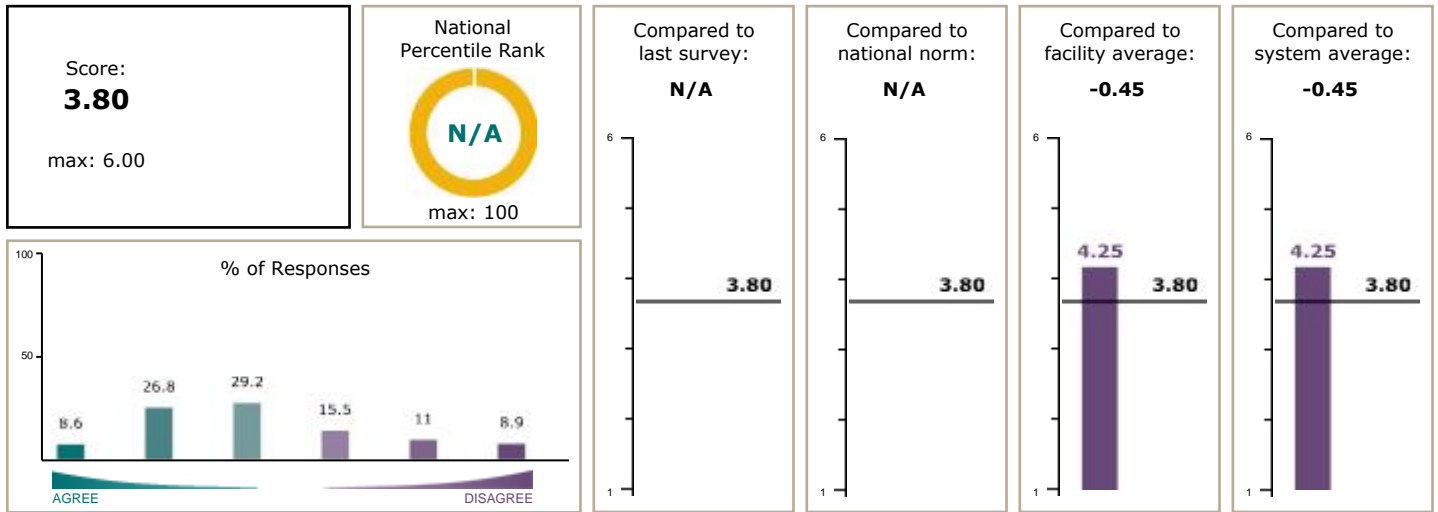 Score:
3.80
max: 6.00
National
Percentile Rank
N/A
max: 100
% of Responses
100
50
8.6
26.8
29.2
15.5
11
8.9
AGREE
DISAGREE
Compared to
last survey:
N/A
6
3.80
1
Compared to
national norm:
N/A
6
3.80
1
Compared to
facility average:
-0.45
6
4.25
3.80
1
Compared to
system average:
-0.45
6
4.25
3.80
1